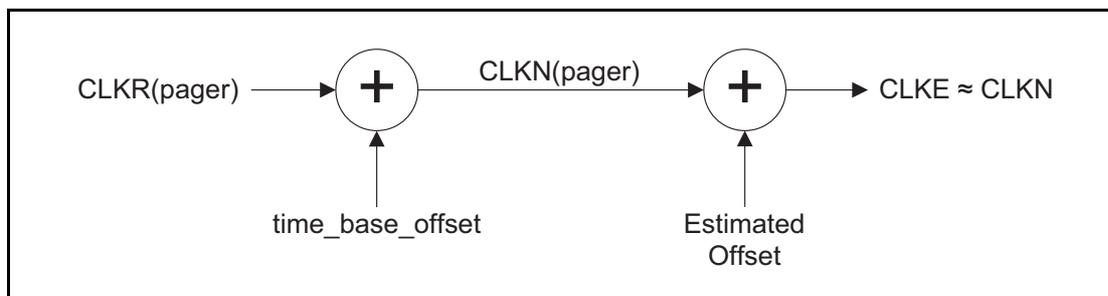 CLKR(pager)
+
CLKN(pager)
+
CLKE ≈ CLKN
time_base_offset
Estimated
Offset